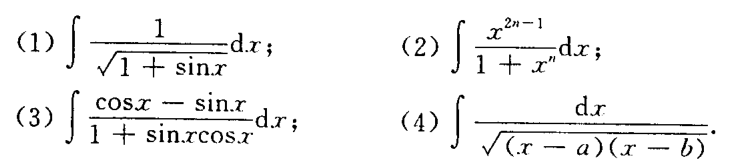 (1) ∫ 1/√(1 + sinx) dx; (2) ∫ x^{2n−1}/(1 + x^n) dx;
(3) ∫ (cosx − sinx)/(1 + sinxcosx) dx; (4) ∫ dx/√((x − a)(x − b)).